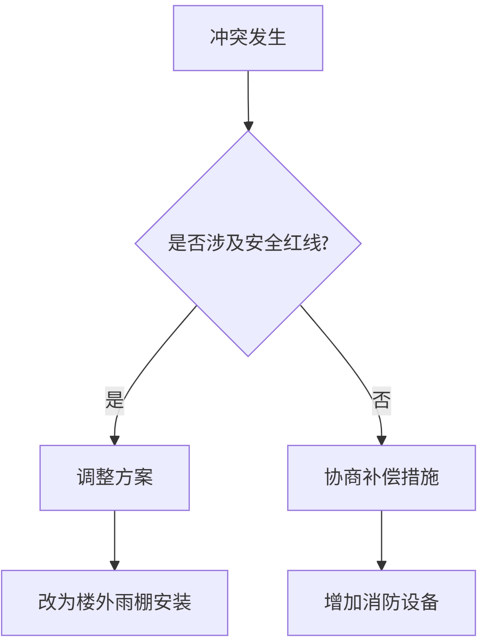 冲突发生
是否涉及安全红线?
是
否
调整方案
协商补偿措施
改为楼外雨棚安装
增加消防设备